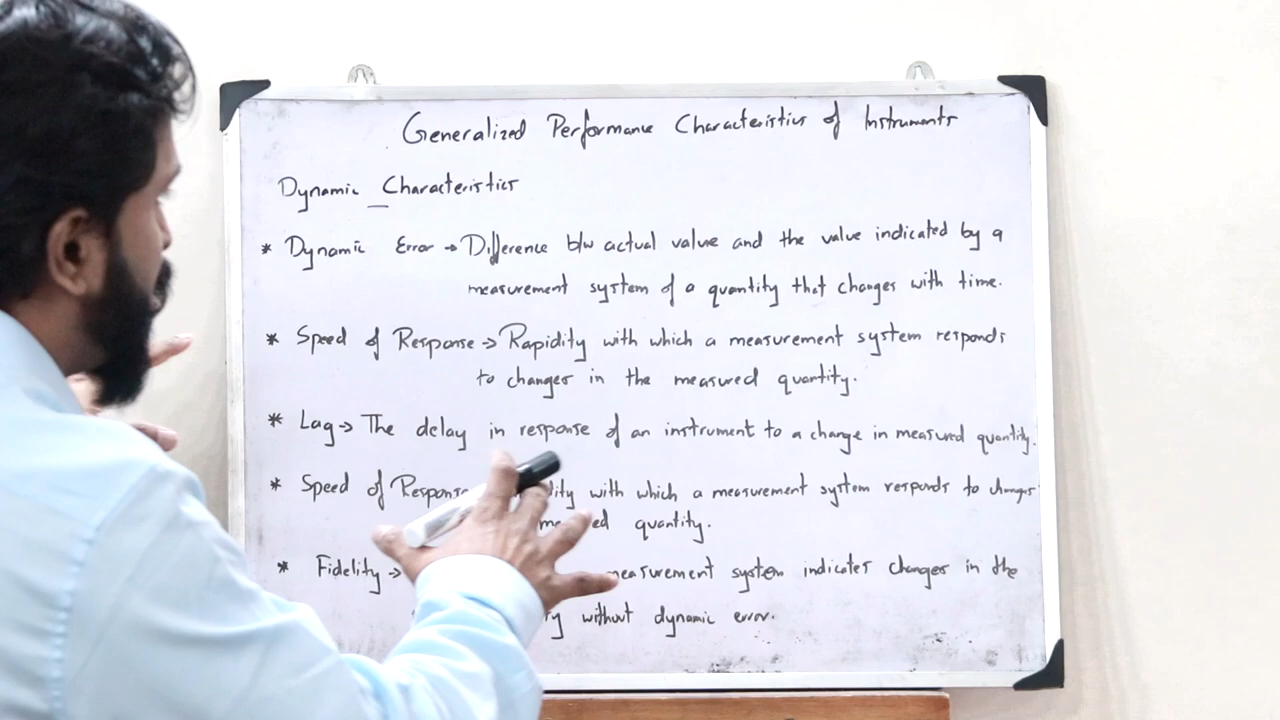 Generalized Performance Characteristics of Instruments
Dynamic Characteristics
* Dynamic Error → Difference b/w actual value and the value indicated by a
measurement system of a quantity that changes with time.
* Speed of Response → Rapidity with which a measurement system responds
to changes in the measured quantity.
* Lag → The delay in response of an instrument to a change in measured quantity.
* Speed of Response with which a measurement system responds to changes
quantity.
* Fidelity → measurement system indicates changes in the
without dynamic error.